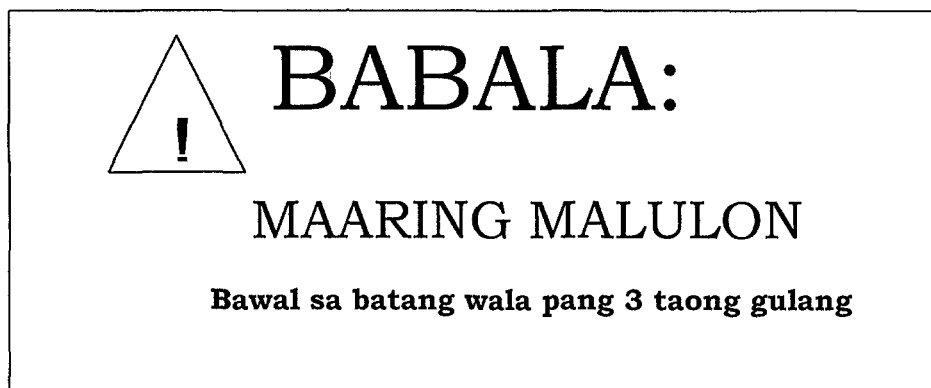 !
BABALA:
MAARING MALULON
Bawal sa batang wala pang 3 taong gulang